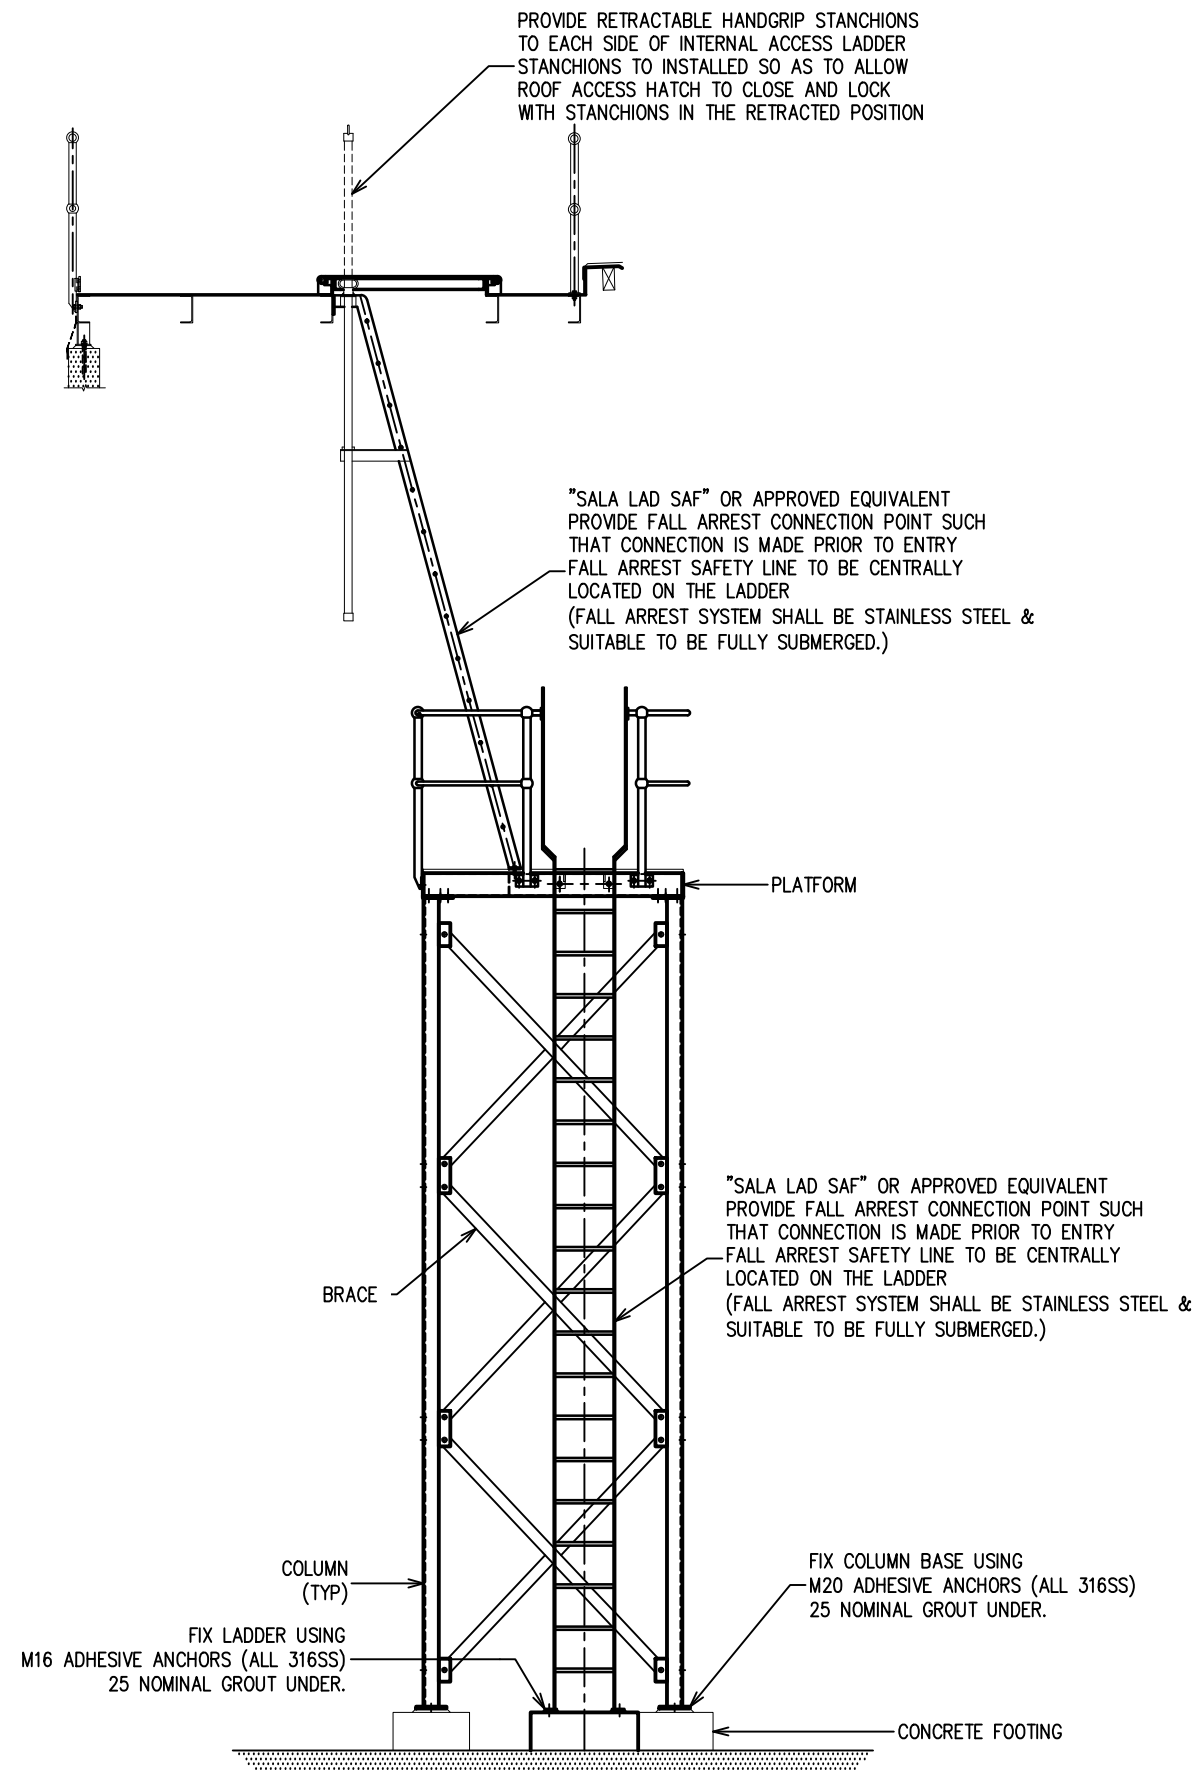 PROVIDE RETRACTABLE HANDGRIP STANCHIONS
TO EACH SIDE OF INTERNAL ACCESS LADDER
STANCHIONS TO INSTALLED SO AS TO ALLOW
ROOF ACCESS HATCH TO CLOSE AND LOCK
WITH STANCHIONS IN THE RETRACTED POSITION
"SALA LAD SAF" OR APPROVED EQUIVALENT
PROVIDE FALL ARREST CONNECTION POINT SUCH
THAT CONNECTION IS MADE PRIOR TO ENTRY
FALL ARREST SAFETY LINE TO BE CENTRALLY
LOCATED ON THE LADDER
(FALL ARREST SYSTEM SHALL BE STAINLESS STEEL &
SUITABLE TO BE FULLY SUBMERGED.)
PLATFORM
"SALA LAD SAF" OR APPROVED EQUIVALENT
PROVIDE FALL ARREST CONNECTION POINT SUCH
THAT CONNECTION IS MADE PRIOR TO ENTRY
FALL ARREST SAFETY LINE TO BE CENTRALLY
LOCATED ON THE LADDER
(FALL ARREST SYSTEM SHALL BE STAINLESS STEEL &
SUITABLE TO BE FULLY SUBMERGED.)
BRACE
COLUMN
(TYP)
FIX COLUMN BASE USING
M20 ADHESIVE ANCHORS (ALL 316SS)
25 NOMINAL GROUT UNDER.
FIX LADDER USING
M16 ADHESIVE ANCHORS (ALL 316SS)
25 NOMINAL GROUT UNDER.
CONCRETE FOOTING